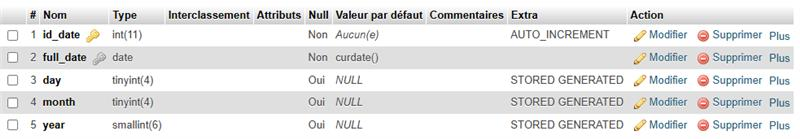 # Nom Type Interclassement Attributs Null Valeur par défaut Commentaires Extra Action
1 id_date int(11) Non Aucun(e) AUTO_INCREMENT Modifier Supprimer Plus
2 full_date date Non curdate() Modifier Supprimer Plus
3 day tinyint(4) Oui NULL STORED GENERATED Modifier Supprimer Plus
4 month tinyint(4) Oui NULL STORED GENERATED Modifier Supprimer Plus
5 year smallint(6) Oui NULL STORED GENERATED Modifier Supprimer Plus